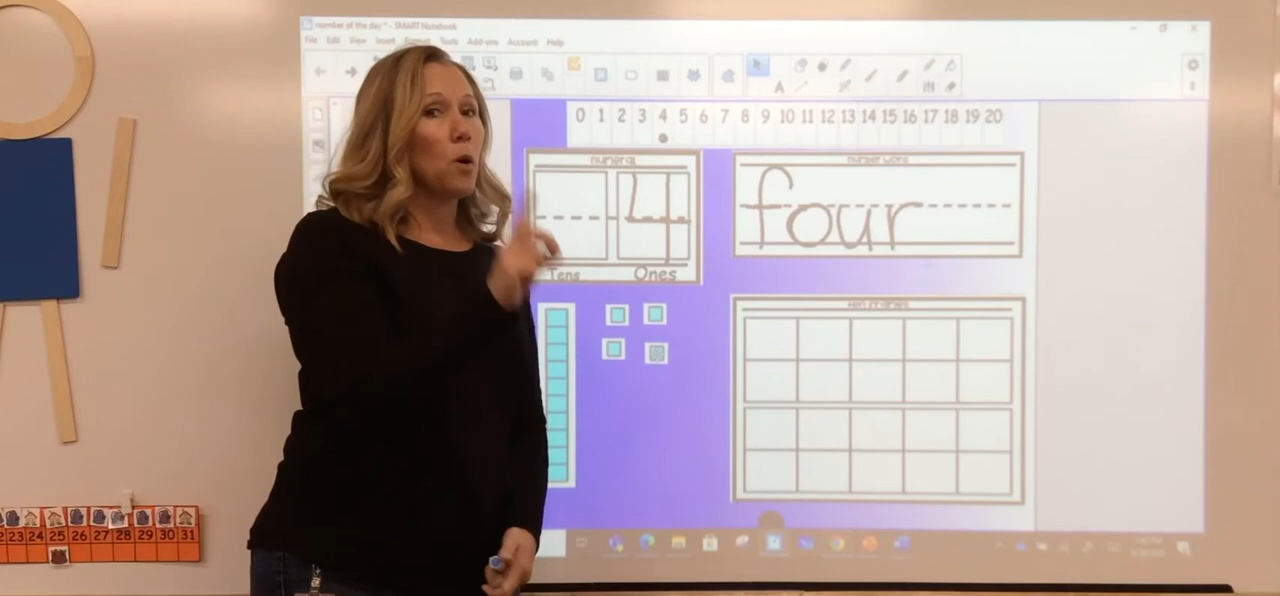 number of the day * - SMART Notebook
File Edit View Insert Format Tools Add-ons Account Help
0 1 2 3 4 5 6 7 8 9 10 11 12 13 14 15 16 17 18 19 20
numeral
number word
4
four
Tens Ones
ten frames
23 24 25 26 27 28 29 30 31